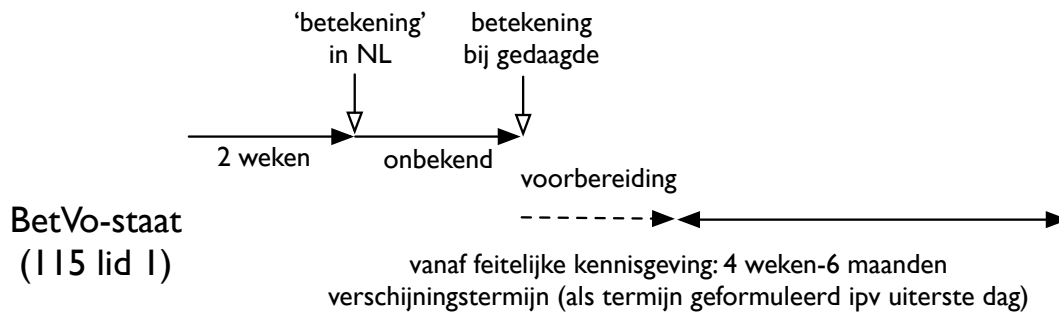 ‘betekening’
in NL
betekening
bij gedaagde
2 weken
onbekend
voorbereiding
BetVo-staat
(115 lid 1)
vanaf feitelijke kennisgeving: 4 weken-6 maanden
verschijningstermijn (als termijn geformuleerd ipv uiterste dag)